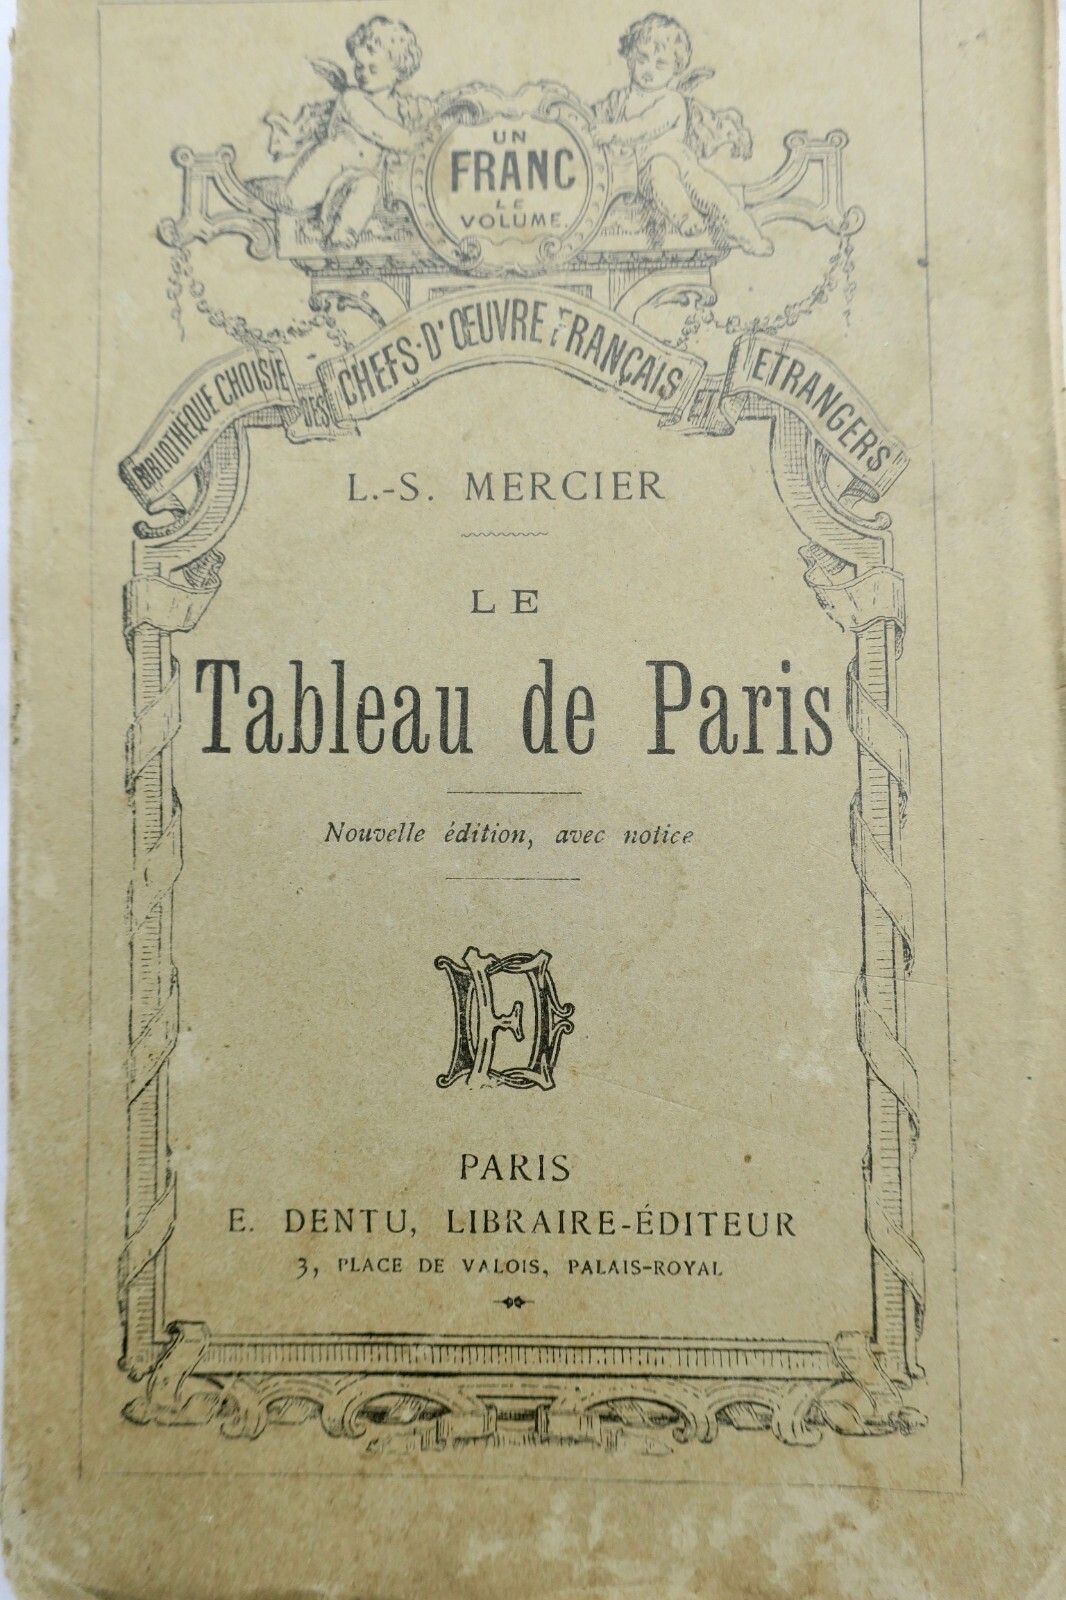 UN
FRANC
LE
VOLUME
BIBLIOTHÈQUE CHOISIE DES CHEFS-D'ŒUVRE FRANÇAIS ET ETRANGERS
L.-S. MERCIER
LE
Tableau de Paris
Nouvelle édition, avec notice
ED
PARIS
E. DENTU, LIBRAIRE-ÉDITEUR
3, PLACE DE VALOIS, PALAIS-ROYAL